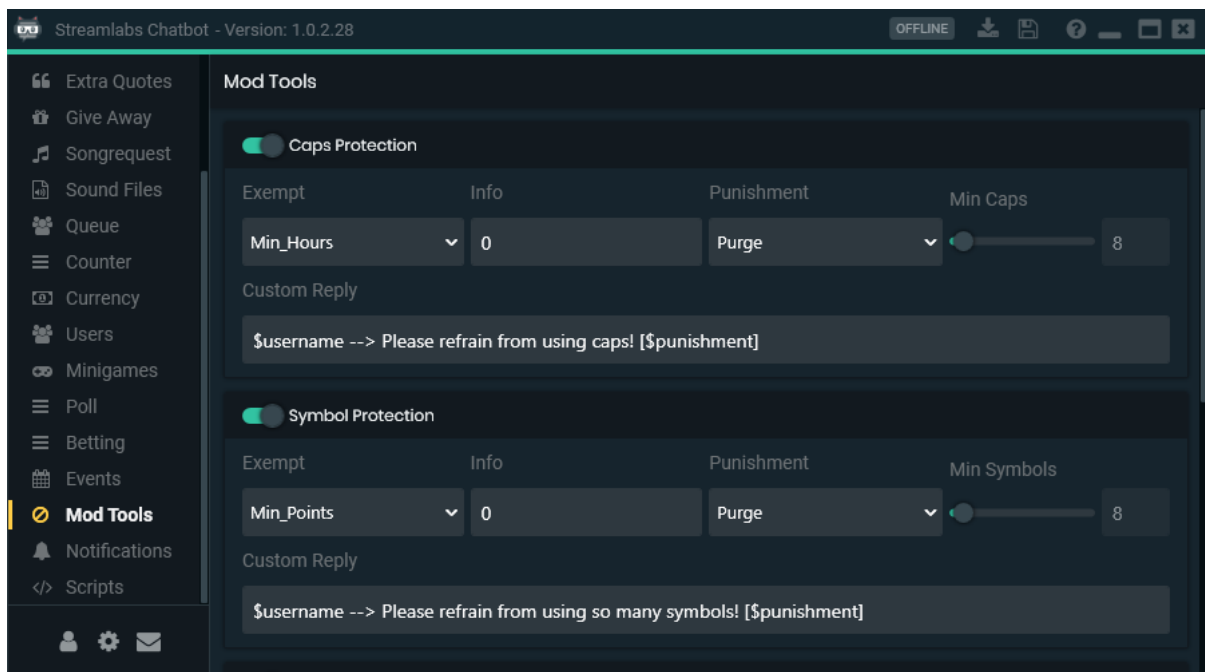 Streamlabs Chatbot - Version: 1.0.2.28
OFFLINE
Extra Quotes
Give Away
Songrequest
Sound Files
Queue
Counter
Currency
Users
Minigames
Poll
Betting
Events
Mod Tools
Notifications
Scripts
Mod Tools
Caps Protection
Exempt Info Punishment Min Caps
Min_Hours 0 Purge 8
Custom Reply
$username --> Please refrain from using caps! [$punishment]
Symbol Protection
Exempt Info Punishment Min Symbols
Min_Points 0 Purge 8
Custom Reply
$username --> Please refrain from using so many symbols! [$punishment]